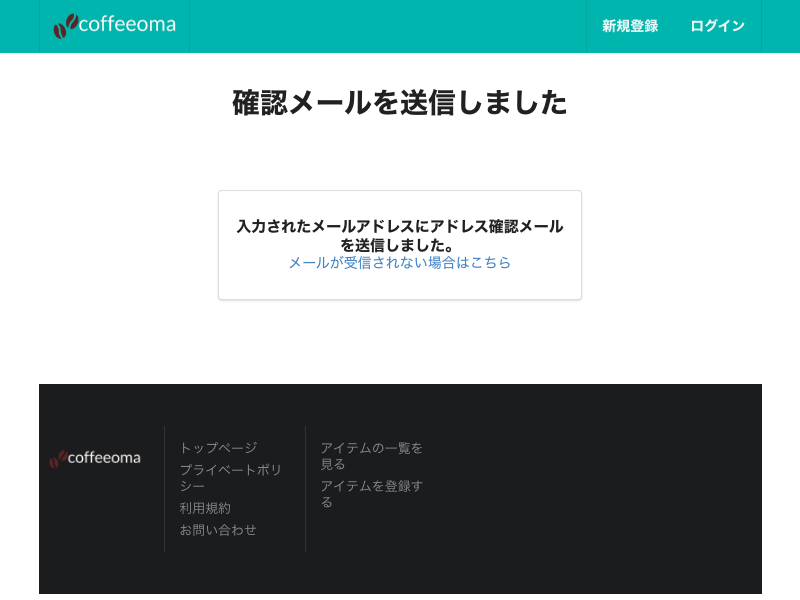 coffeeoma
新規登録
ログイン
確認メールを送信しました
入力されたメールアドレスにアドレス確認メール
を送信しました。
メールが受信されない場合はこちら
coffeeoma
トップページ
プライベートポリ
シー
利用規約
お問い合わせ
アイテムの一覧を
見る
アイテムを登録す
る